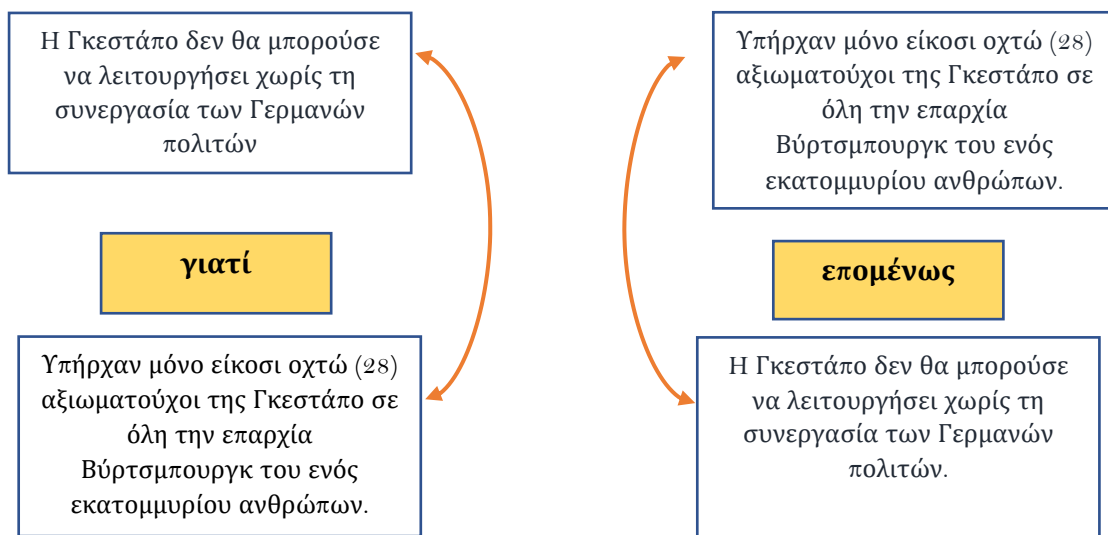 Η Γκεστάπο δεν θα μπορούσε
να λειτουργήσει χωρίς τη
συνεργασία των Γερμανών
πολιτών
γιατί
Υπήρχαν μόνο είκοσι οχτώ (28)
αξιωματούχοι της Γκεστάπο σε
όλη την επαρχία
Βύρτσμπουργκ του ενός
εκατομμυρίου ανθρώπων.
Υπήρχαν μόνο είκοσι οχτώ (28)
αξιωματούχοι της Γκεστάπο σε
όλη την επαρχία
Βύρτσμπουργκ του ενός
εκατομμυρίου ανθρώπων.
επομένως
Η Γκεστάπο δεν θα μπορούσε
να λειτουργήσει χωρίς τη
συνεργασία των Γερμανών
πολιτών.